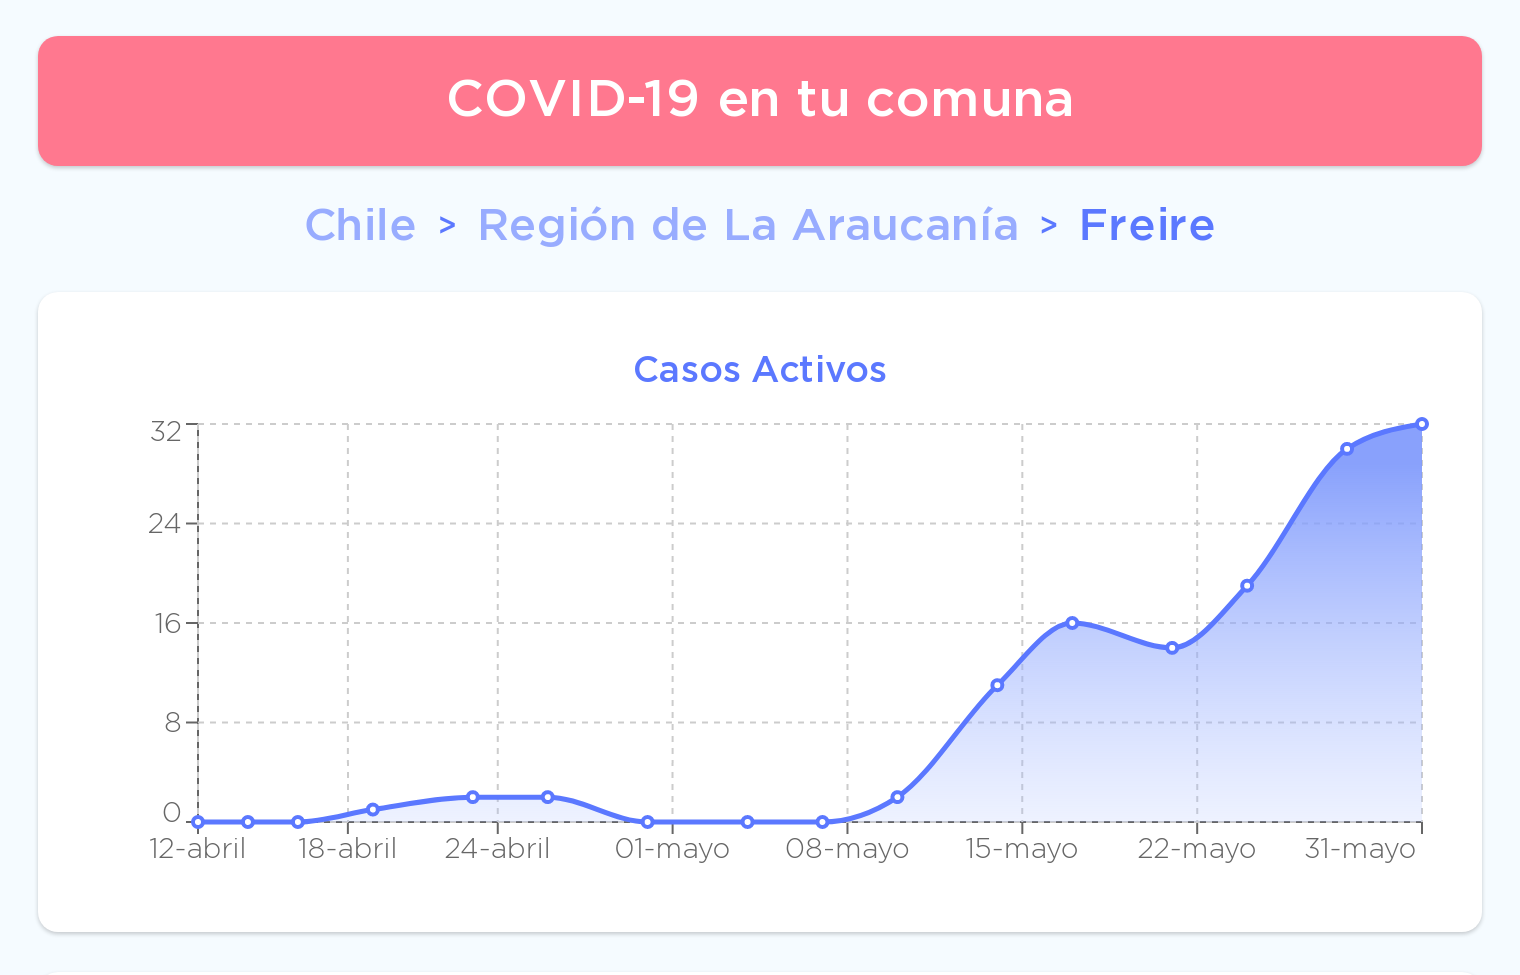 COVID-19 en tu comuna
Chile > Región de La Araucanía > Freire
Casos Activos
32
24
16
8
0
12-abril 18-abril 24-abril 01-mayo 08-mayo 15-mayo 22-mayo 31-mayo